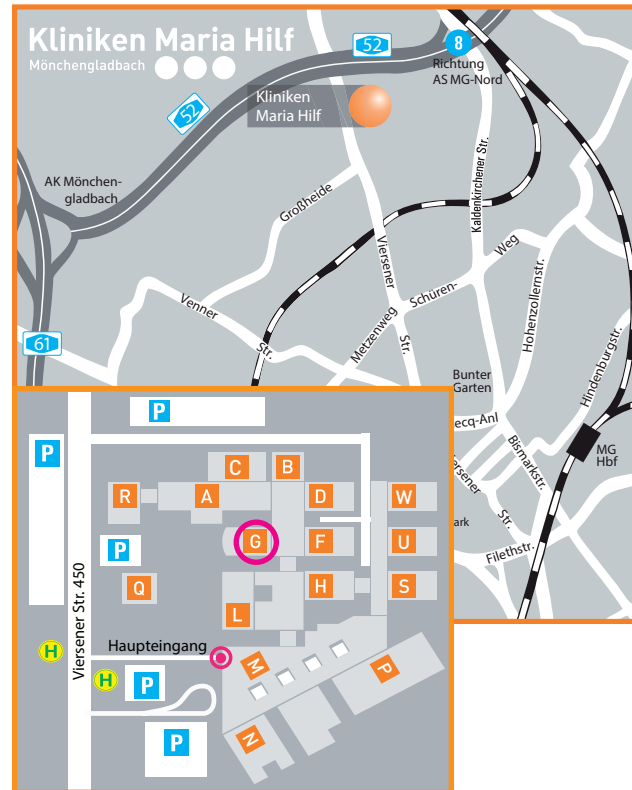 Kliniken Maria Hilf
Mönchengladbach
52
8
Richtung
AS MG-Nord
52
Kliniken
Maria Hilf
AK Mönchen-
gladbach
Großheide
Viersener
Str.
Kaldenkirchener Str.
Venner
Str.
Metzenweg
Schüren-
Weg
Hohenzollernstr.
Hindenburgstr.
61
Bunter
Garten
ecq-Anl
Bismarkstr.
MG
Hbf
iersener
Str.
ark
Filethstr.
P
P
C
B
R
A
D
W
P
G
F
U
Q
H
S
L
Viersener Str. 450
Haupteingang
H
H
P
M
P
P
N